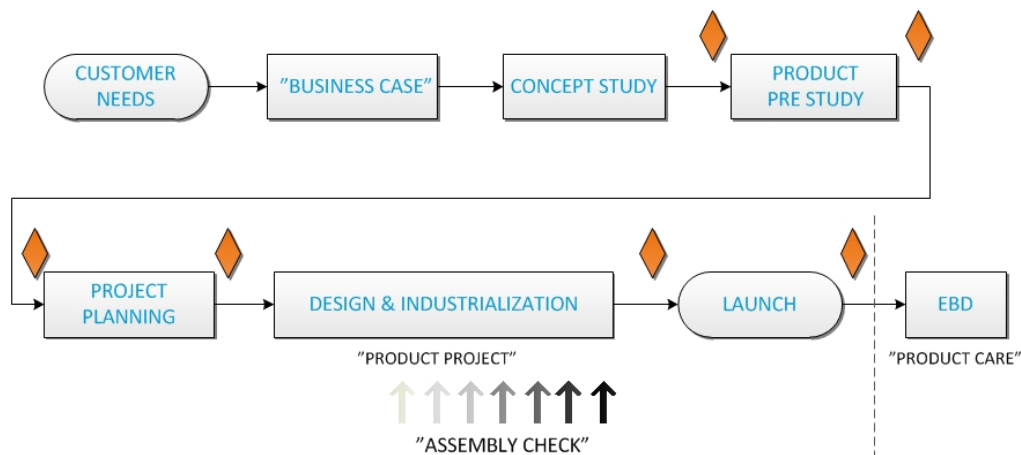 CUSTOMER
NEEDS
”BUSINESS CASE”
CONCEPT STUDY
PRODUCT
PRE STUDY
PROJECT
PLANNING
DESIGN & INDUSTRIALIZATION
LAUNCH
EBD
”PRODUCT PROJECT”
”PRODUCT CARE”
”ASSEMBLY CHECK”